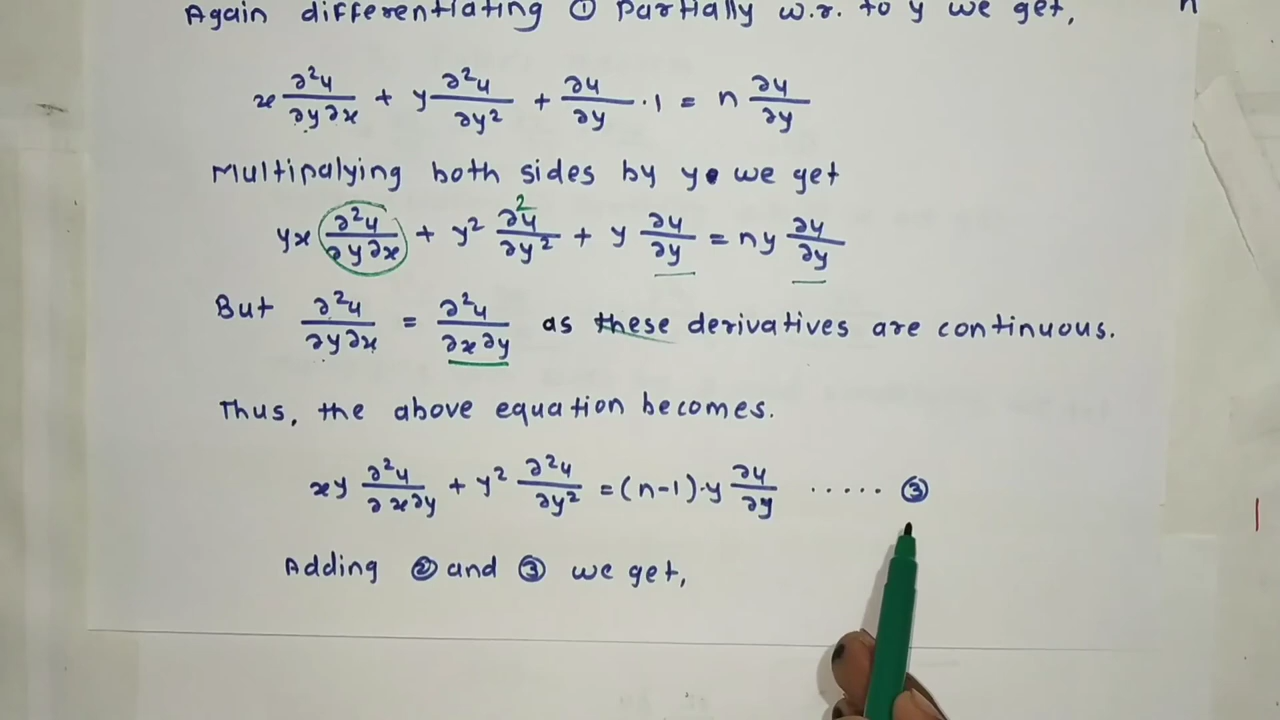 Again differentiating ① Partially w.r. to y we get,
x ∂²u/∂y∂x + y ∂²u/∂y² + ∂u/∂y · 1 = n ∂u/∂y
Multipalying both sides by y we get
yx ∂²u/∂y∂x + y² ∂²u/∂y² + y ∂u/∂y = ny ∂u/∂y
But ∂²u/∂y∂x = ∂²u/∂x∂y as these derivatives are continuous.
Thus, the above equation becomes.
xy ∂²u/∂x∂y + y² ∂²u/∂y² = (n-1)·y ∂u/∂y ..... ③
Adding ② and ③ we get,